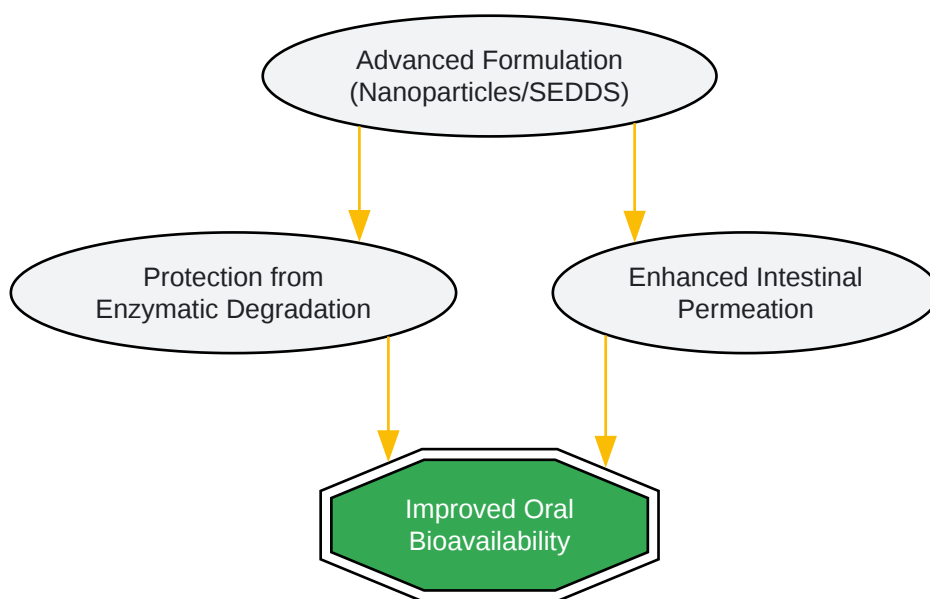 Advanced Formulation
(Nanoparticles/SEDDS)
Protection from
Enzymatic Degradation
Enhanced Intestinal
Permeation
Improved Oral
Bioavailability